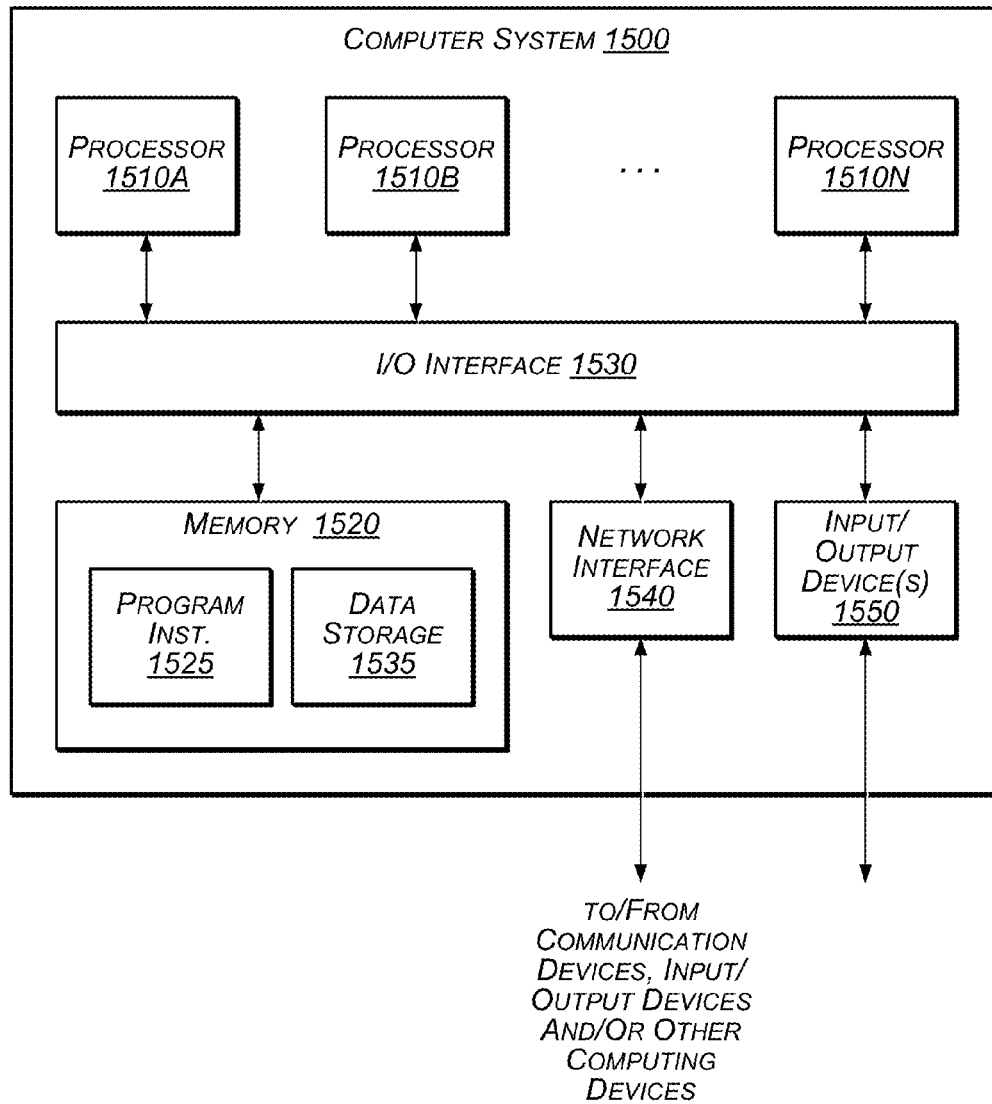 COMPUTER SYSTEM 1500
PROCESSOR
1510A
PROCESSOR
1510B
...
PROCESSOR
1510N
I/O INTERFACE 1530
MEMORY 1520
PROGRAM
INST.
1525
DATA
STORAGE
1535
NETWORK
INTERFACE
1540
INPUT/
OUTPUT
DEVICE(S)
1550
TO/FROM
COMMUNICATION
DEVICES, INPUT/
OUTPUT DEVICES
AND/OR OTHER
COMPUTING
DEVICES